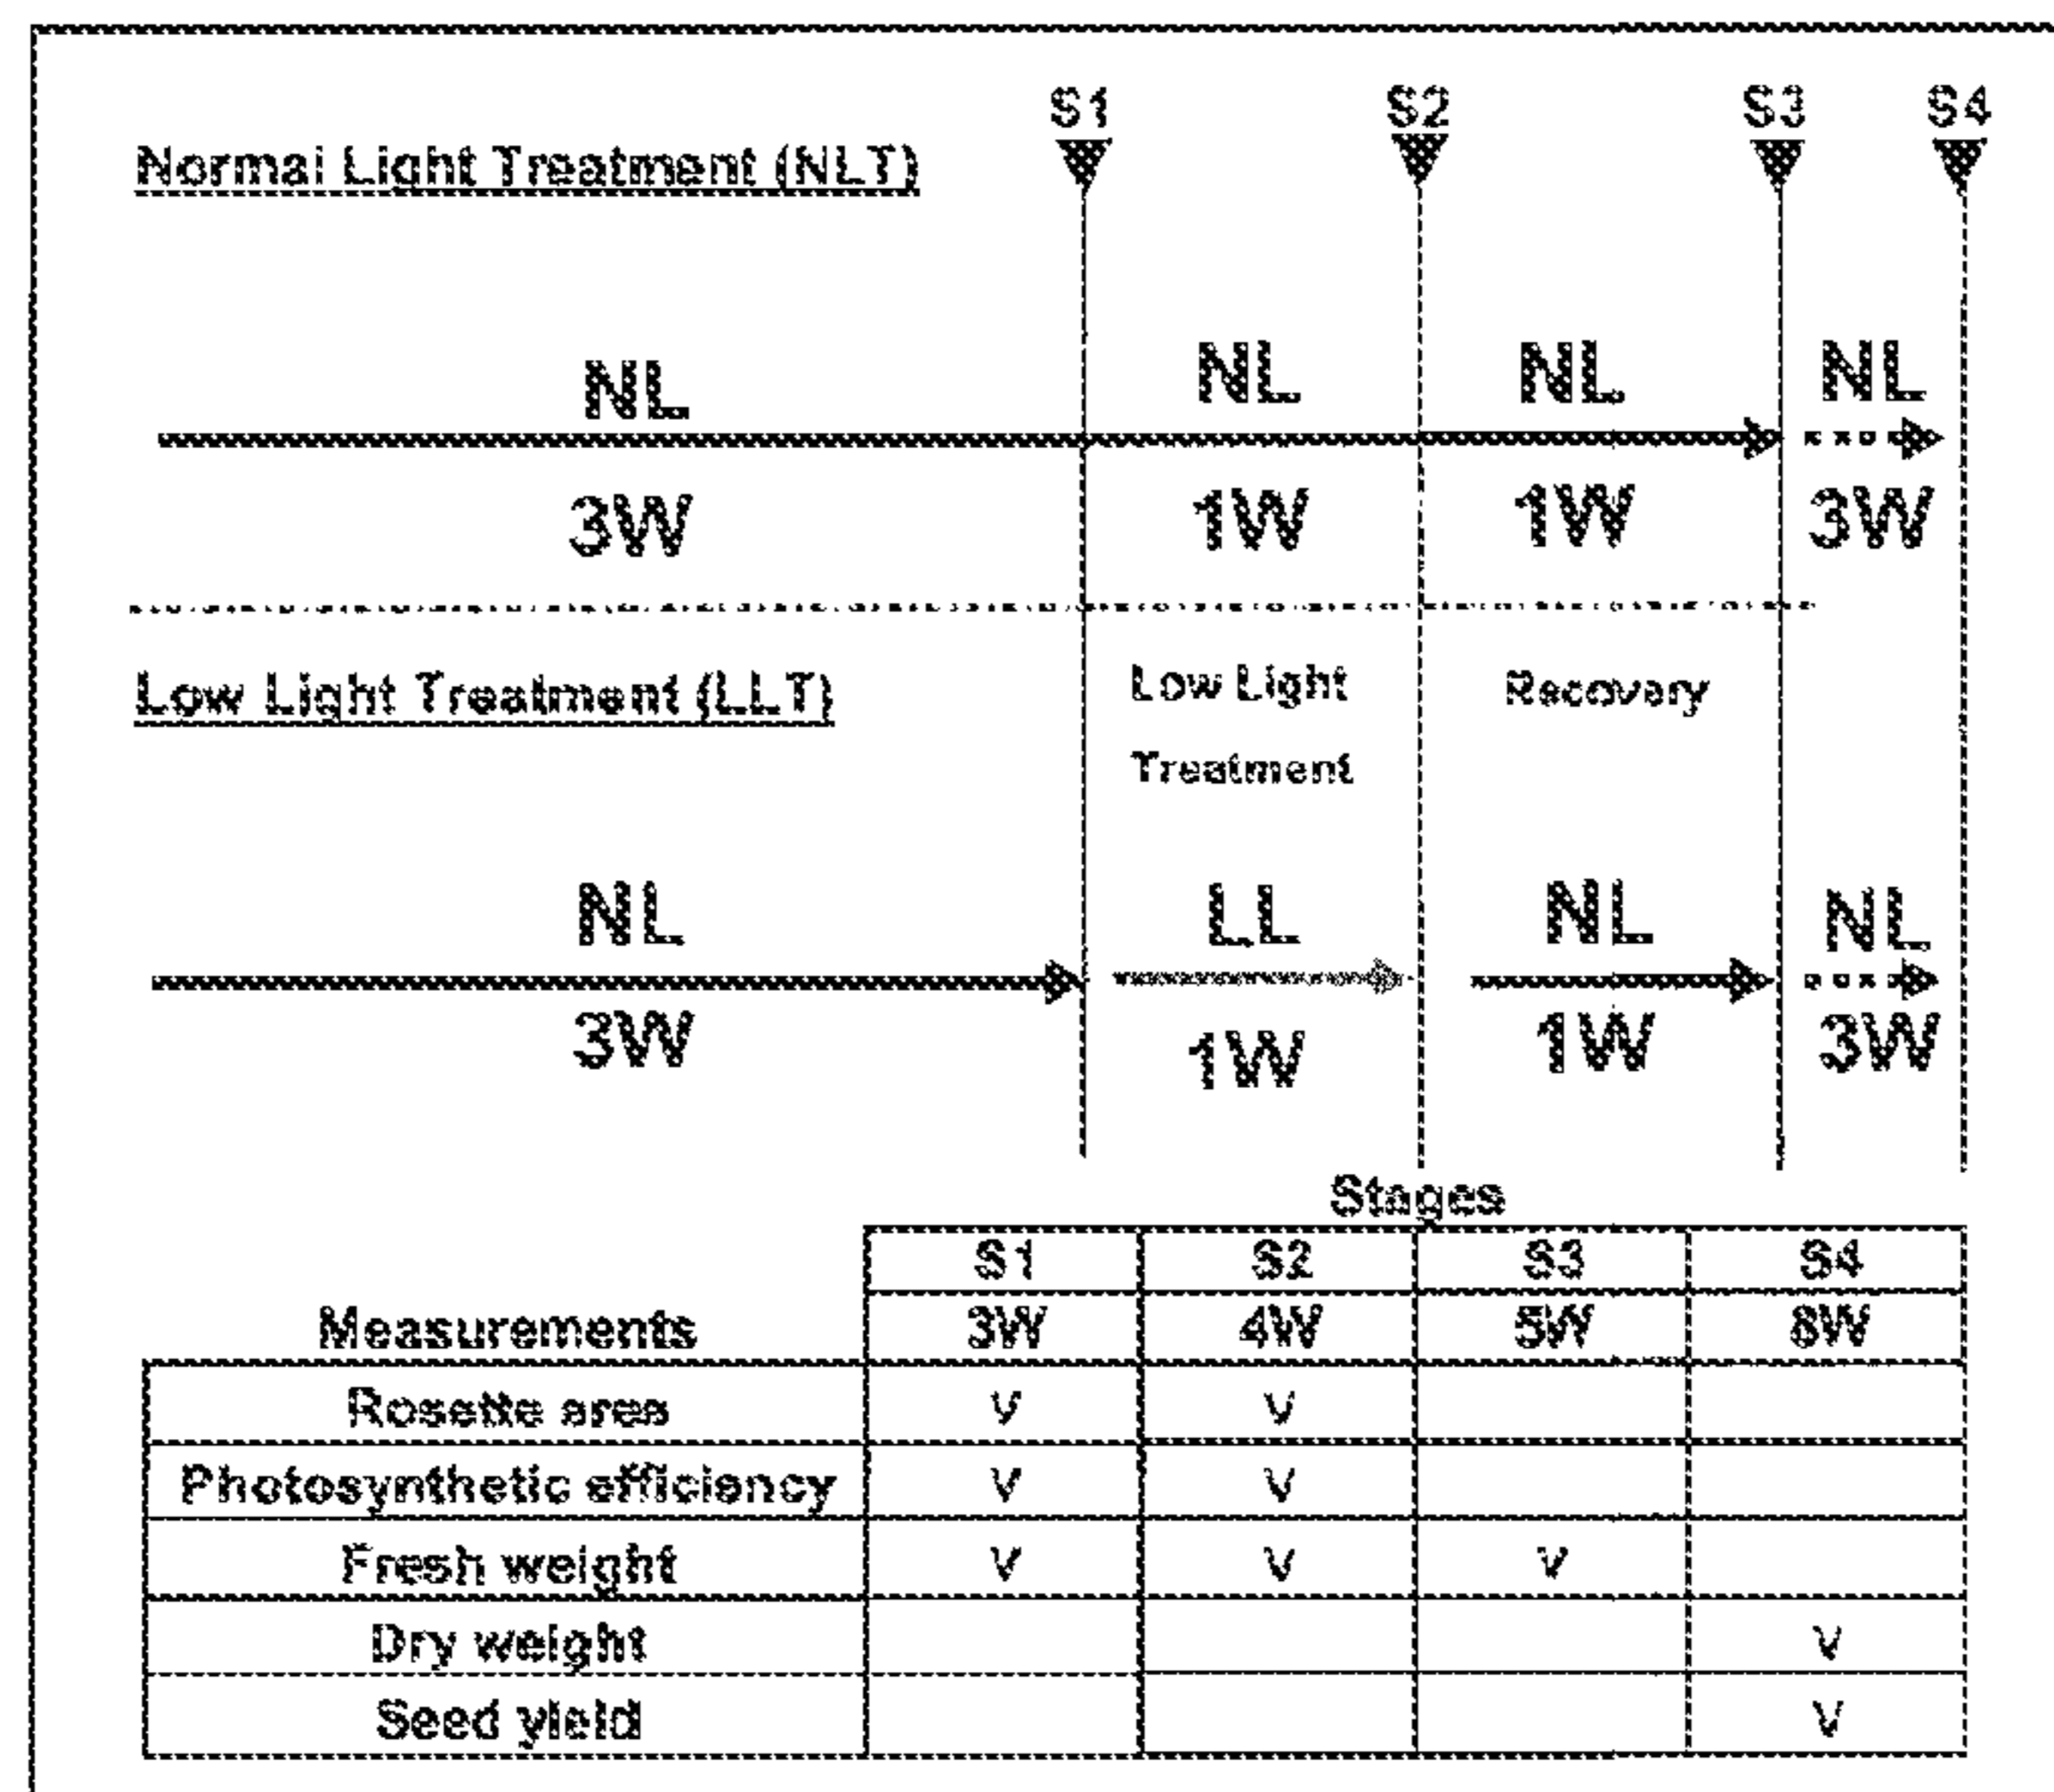 S1 S2 S3 S4
Normal Light Treatment (NLT)
NL NL NL NL
3W 1W 1W 3W
Low Light Treatment (LLT) Low Light Recovery
Treatment
NL LL NL NL
3W 1W 1W 3W
Stages
S1 S2 S3 S4
Measurements 3W 4W 5W 8W
Rosette area V V
Photosynthetic efficiency V V
Fresh weight V V V
Dry weight V
Seed yield V